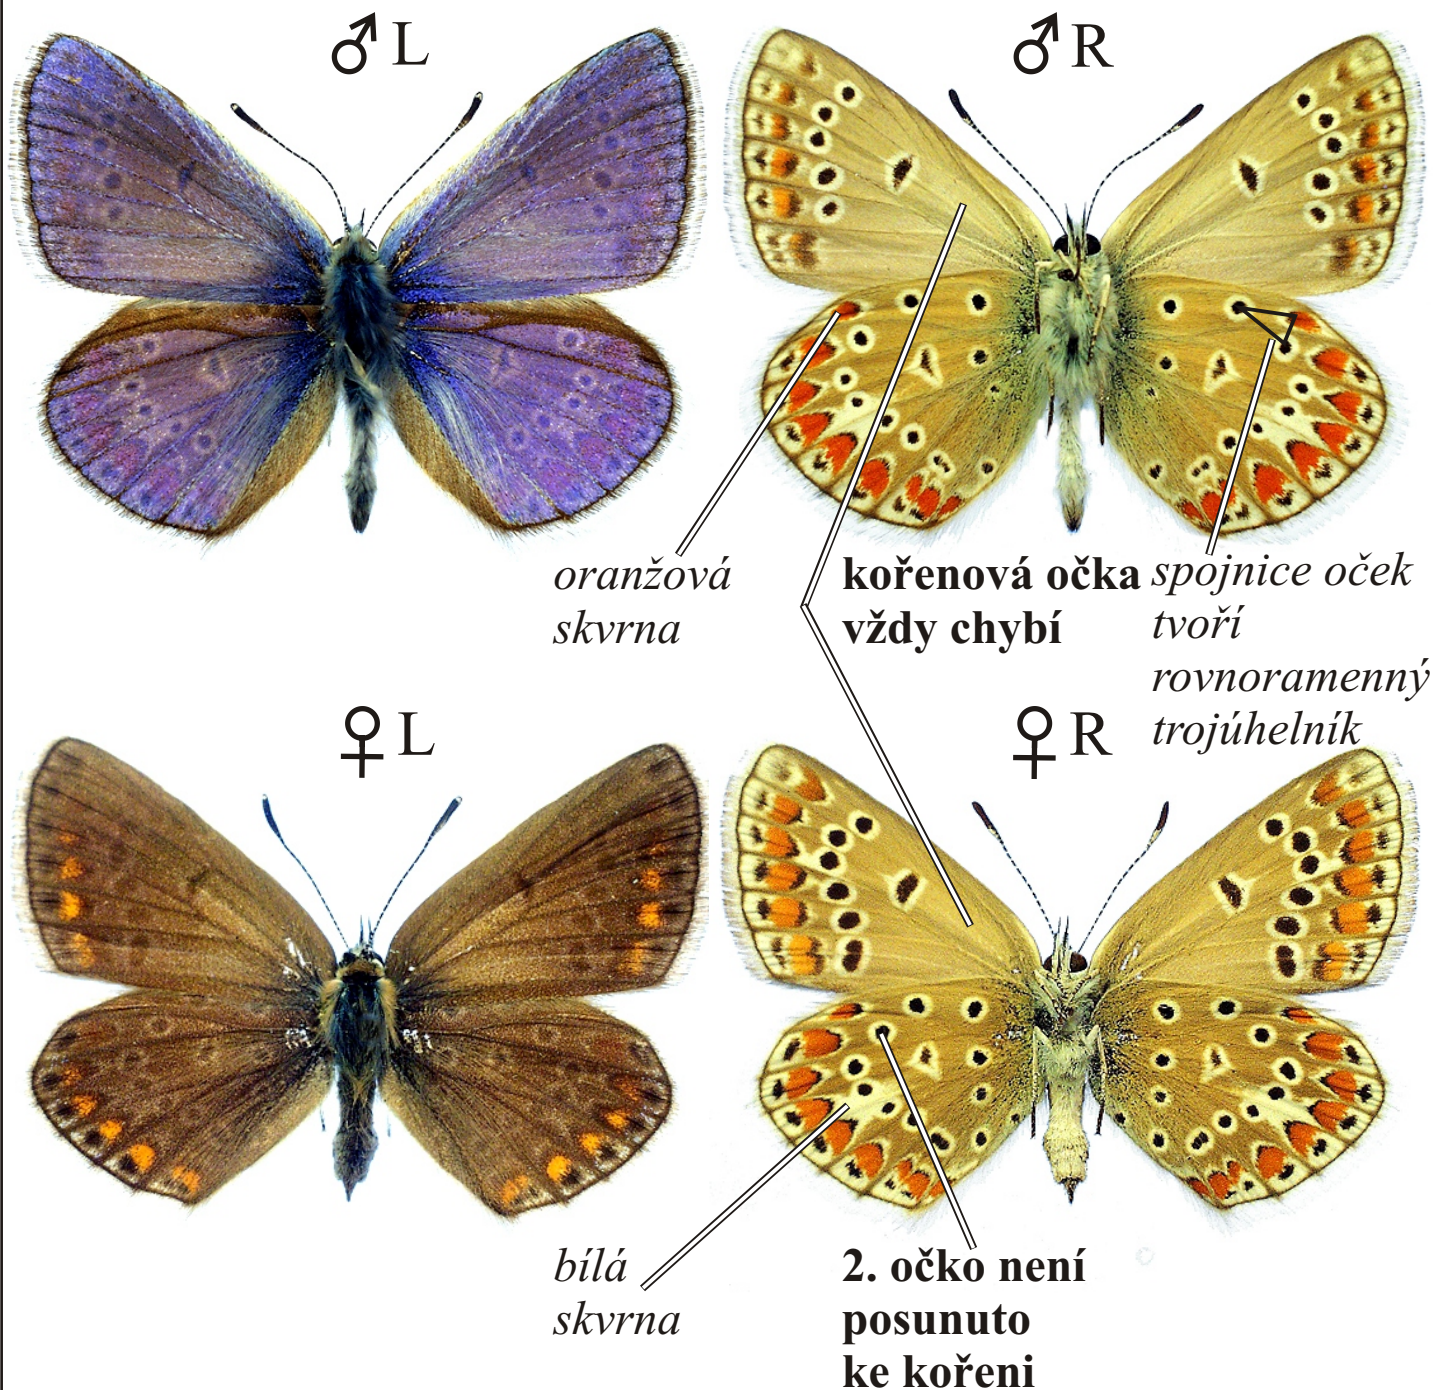 ♂ L
♂ R
oranžová
skvrna
kořenová očka
vždy chybí
spojnice oček
tvoří
rovnoramenný
trojúhelník
♀ L
♀ R
bílá
skvrna
2. očko není
posunuto
ke kořeni